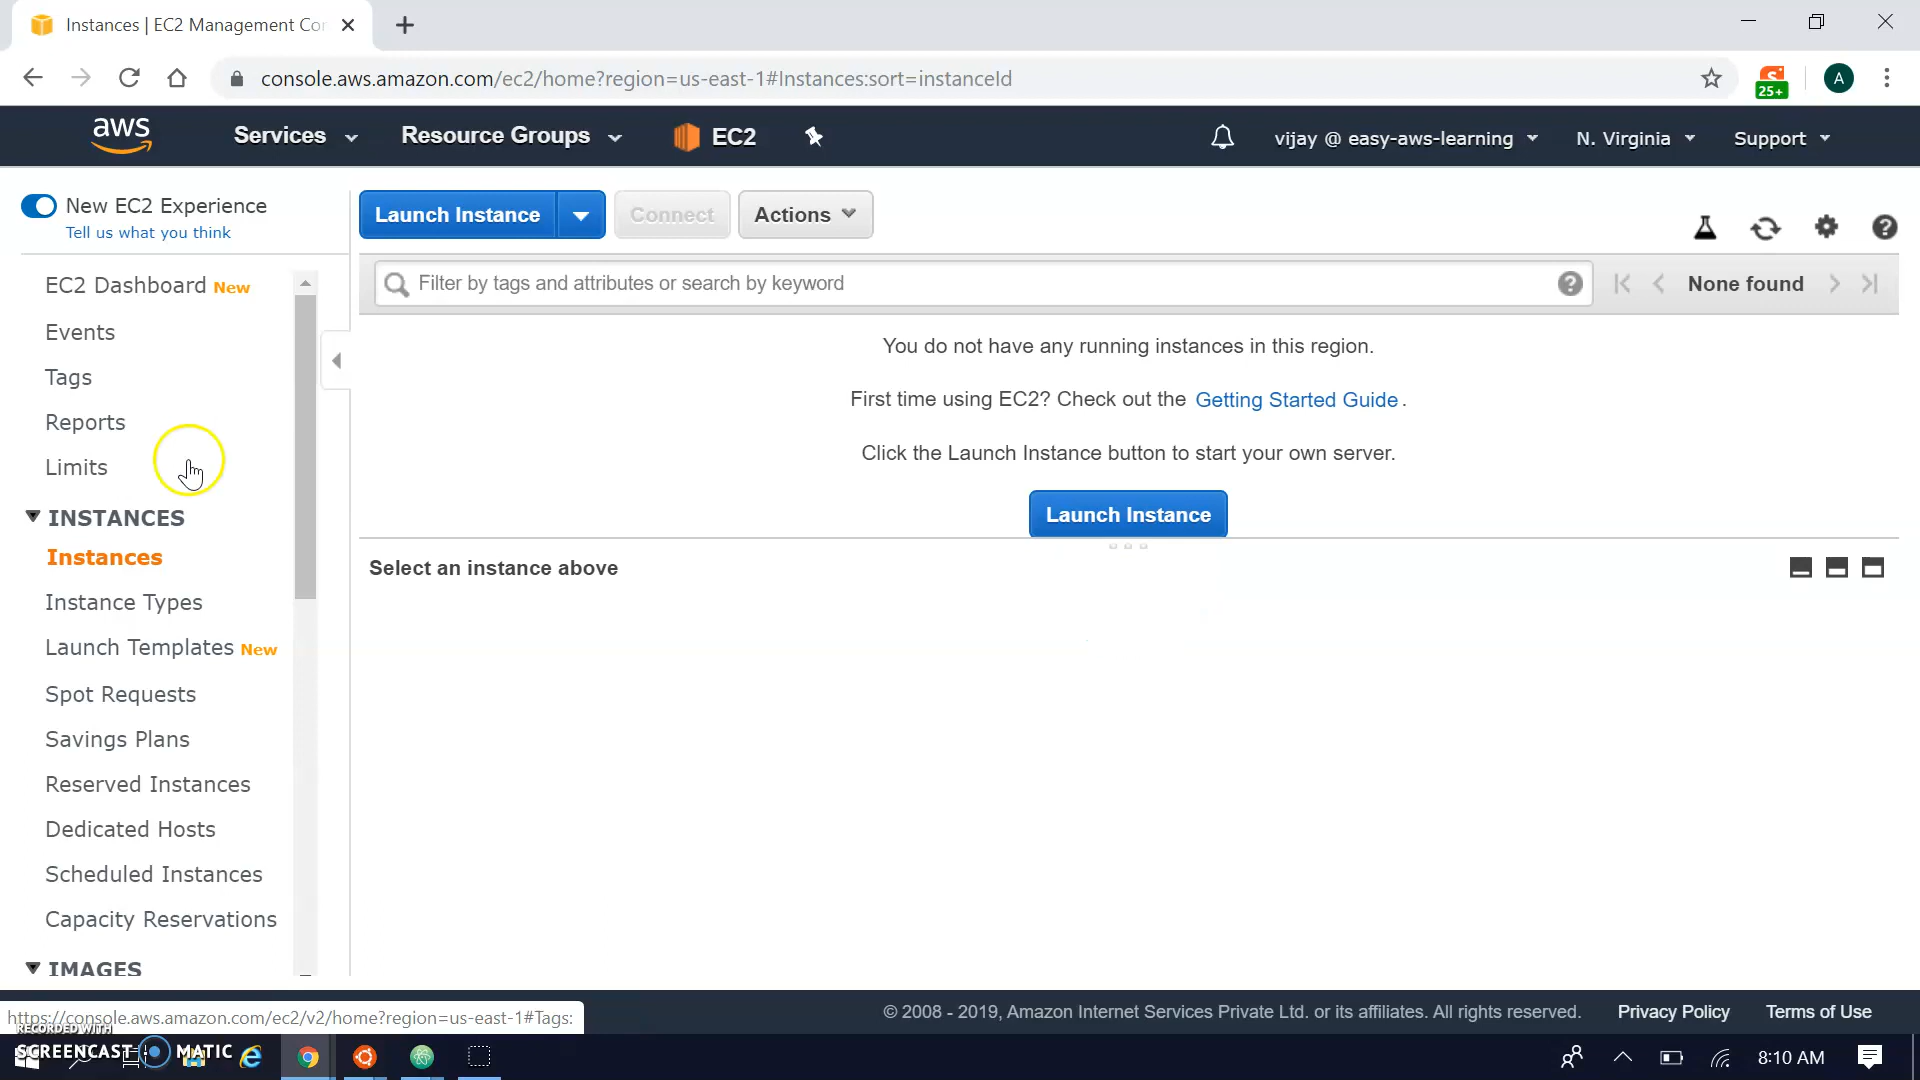 Instances | EC2 Management Con
console.aws.amazon.com/ec2/home?region=us-east-1#Instances:sort=instanceId
25+
A
aws
Services
Resource Groups
EC2
vijay @ easy-aws-learning
N. Virginia
Support
New EC2 Experience
Tell us what you think
Launch Instance
Connect
Actions
Filter by tags and attributes or search by keyword
None found
EC2 Dashboard New
Events
Tags
Reports
Limits
INSTANCES
Instances
Instance Types
Launch Templates New
Spot Requests
Savings Plans
Reserved Instances
Dedicated Hosts
Scheduled Instances
Capacity Reservations
IMAGES
You do not have any running instances in this region.
First time using EC2? Check out the Getting Started Guide.
Click the Launch Instance button to start your own server.
Launch Instance
Select an instance above
© 2008 - 2019, Amazon Internet Services Private Ltd. or its affiliates. All rights reserved.
Privacy Policy
Terms of Use
https://console.aws.amazon.com/ec2/v2/home?region=us-east-1#Tags:
RECORDED WITH
SCREENCAST MATIC
8:10 AM